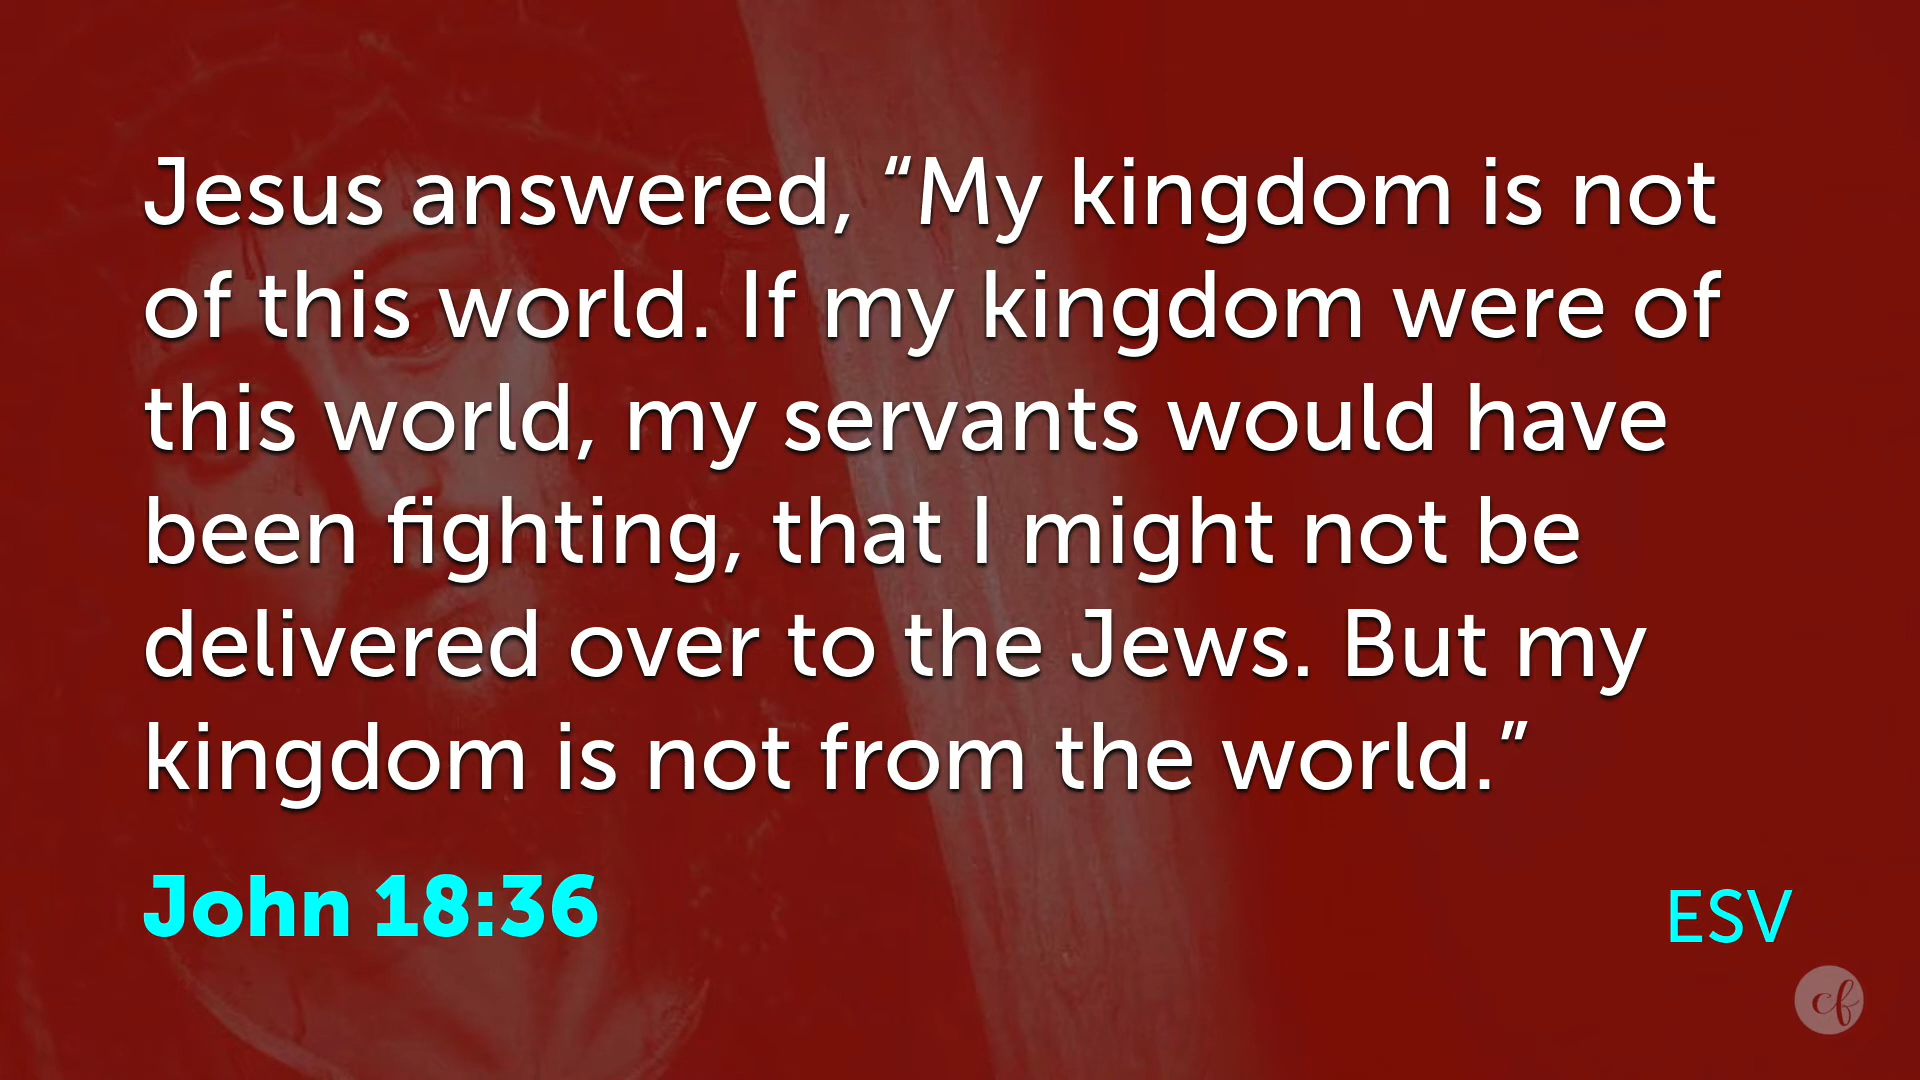 Jesus answered, “My kingdom is not
of this world. If my kingdom were of
this world, my servants would have
been fighting, that I might not be
delivered over to the Jews. But my
kingdom is not from the world.”
John 18:36
ESV
cf